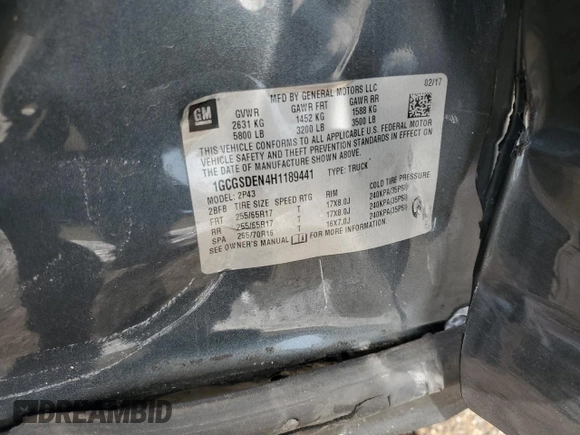 MFD BY GENERAL MOTORS LLC 02/17
GM
GVWR GAWR FRT GAWR RR
2631 KG 1452 KG 1588 KG
5800 LB 3200 LB 3500 LB
THIS VEHICLE CONFORMS TO ALL APPLICABLE U.S. FEDERAL MOTOR
VEHICLE SAFETY AND THEFT PREVENTION STANDARDS IN EFFECT ON
THE DATE OF MANUFACTURE SHOWN ABOVE.
1GCGSDEN4H1189441 TYPE: TRUCK
MODEL: 2P43
2BFB TIRE SIZE SPEED RTG RIM COLD TIRE PRESSURE
FRT 255/65R17 T 17X8.0J 240KPA/35PSI
RR 255/65R17 T 17X8.0J 240KPA/35PSI
SPA 265/70R16 T 16X7.0J 240KPA/35PSI
SEE OWNER'S MANUAL FOR MORE INFORMATION.
DREAMBID